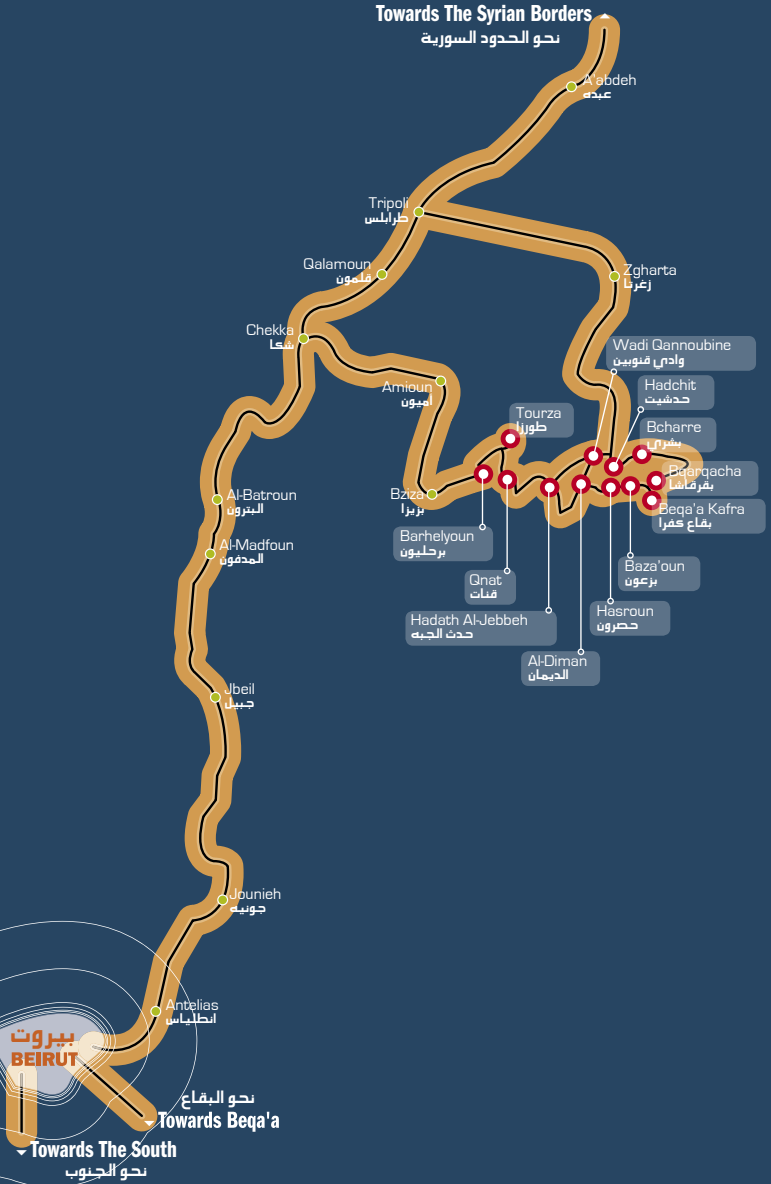 Towards The Syrian Borders
نحو الحدود السورية
A'abdeh
عبده
Tripoli
طرابلس
Qalamoun
قلمون
Zgharta
زغرتا
Chekka
شكا
Wadi Qannoubine
وادي قنوبين
Amioun
أميون
Hadchit
حدشيت
Tourza
طورزا
Bcharre
بشري
Bqarqacha
بقرقاشا
Bziza
بزيزا
Al-Batroun
البترون
Beqa'a Kafra
بقاع كفرا
Barhelyoun
برحليون
Al-Madfoun
المدفون
Baza'oun
بزعون
Qnat
قنات
Hasroun
حصرون
Hadath Al-Jebbeh
حدث الجبه
Al-Diman
الديمان
Jbeil
جبيل
Jounieh
جونيه
Antelias
انطلياس
بيروت
BEIRUT
نحو البقاع
Towards Beqa'a
Towards The South
نحو الجنوب